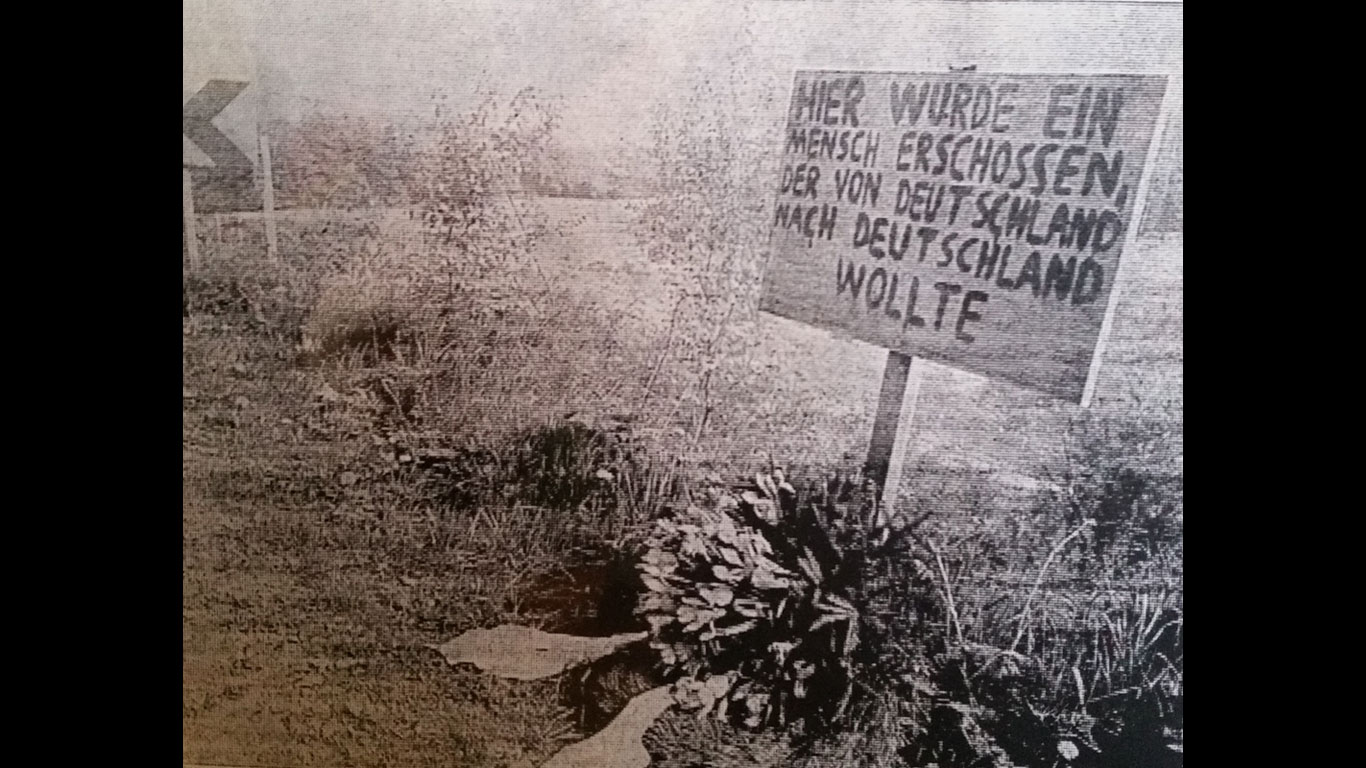 HIER WURDE EIN
MENSCH ERSCHOSSEN,
DER VON DEUTSCHLAND
NACH DEUTSCHLAND
WOLLTE